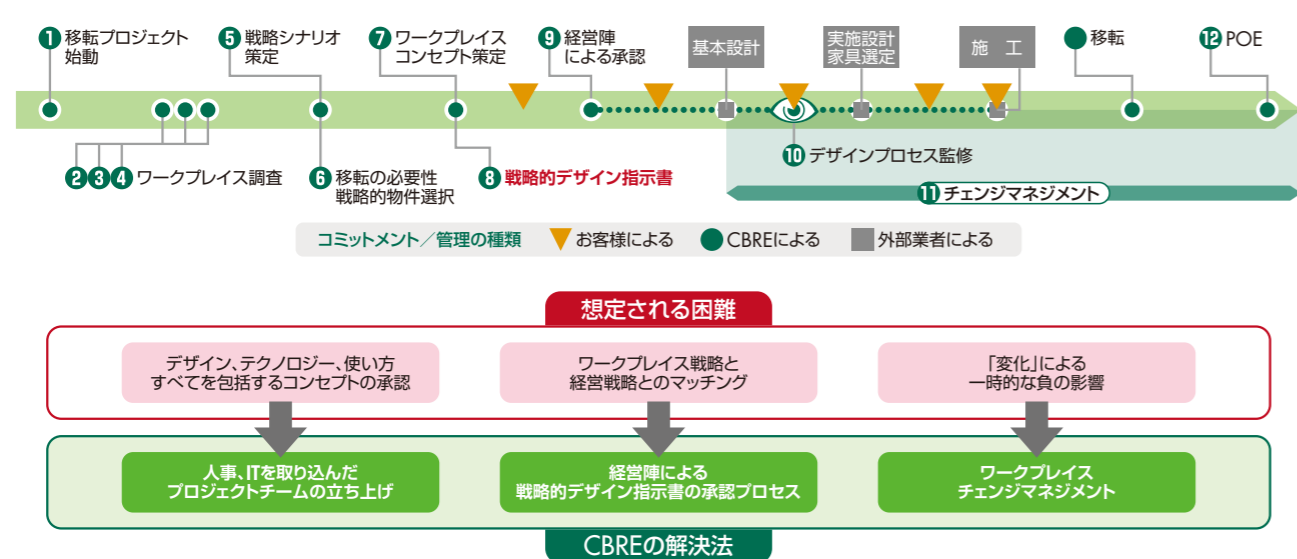 1 移転プロジェクト
始動
5 戦略シナリオ
策定
7 ワークプレイス
コンセプト策定
9 経営陣
による承認
基本設計
実施設計
家具選定
施 工
移転
12 POE
2 3 4 ワークプレイス調査
6 移転の必要性
戦略的物件選択
8 戦略的デザイン指示書
10 デザインプロセス監修
11 チェンジマネジメント
コミットメント/管理の種類 お客様による CBREによる 外部業者による
想定される困難
デザイン、テクノロジー、使い方
すべてを包括するコンセプトの承認
ワークプレイス戦略と
経営戦略とのマッチング
「変化」による
一時的な負の影響
人事、ITを取り込んだ
プロジェクトチームの立ち上げ
経営陣による
戦略的デザイン指示書の承認プロセス
ワークプレイス
チェンジマネジメント
CBREの解決法